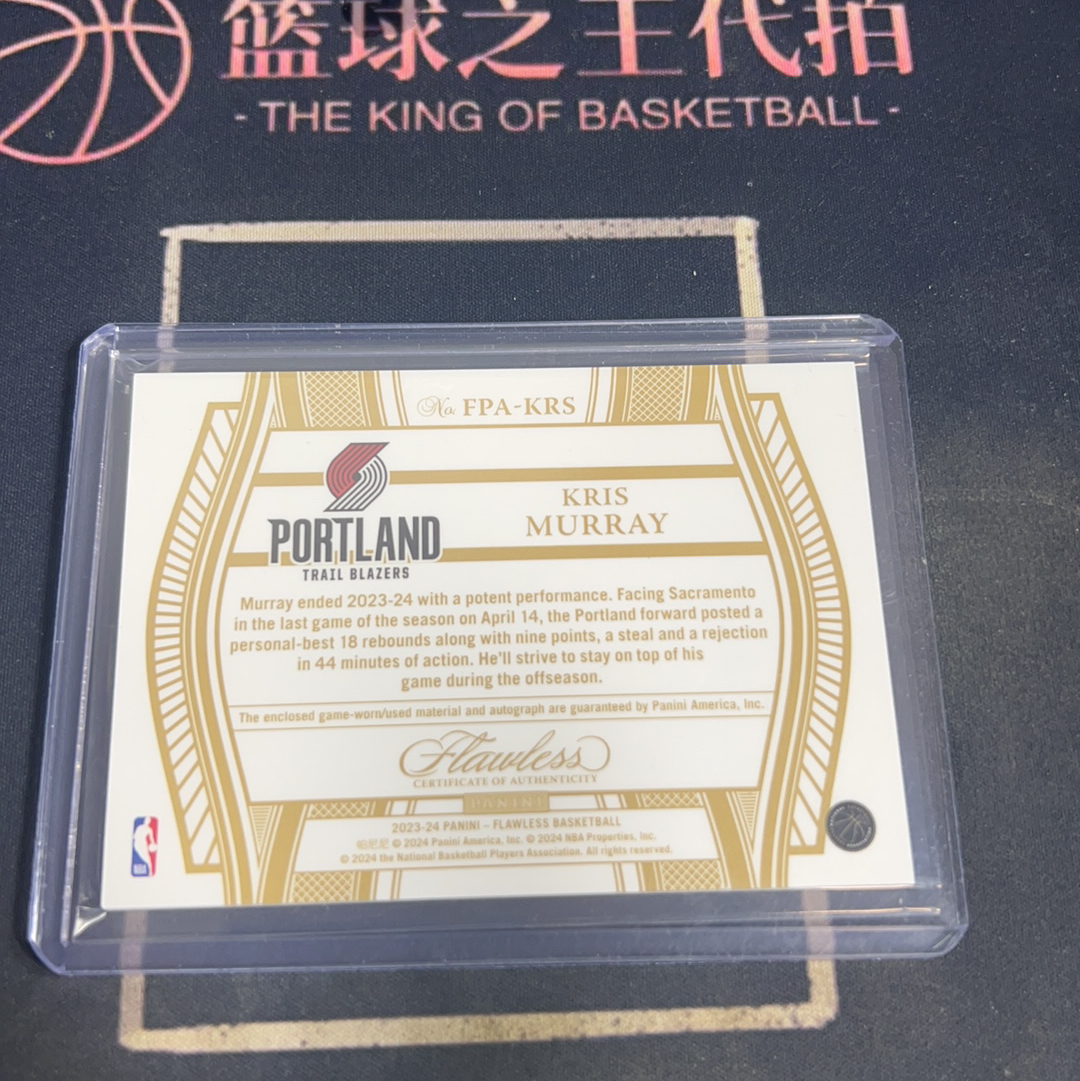 篮球之王代拍
-THE KING OF BASKETBALL-
No. FPA-KRS
KRIS
MURRAY
PORTLAND
TRAIL BLAZERS
Murray ended 2023-24 with a potent performance. Facing Sacramento
in the last game of the season on April 14, the Portland forward posted a
personal-best 18 rebounds along with nine points, a steal and a rejection
in 44 minutes of action. He'll strive to stay on top of his
game during the offseason.
The enclosed game-worn/used material and autograph are guaranteed by Panini America, Inc.
Flawless
CERTIFICATE OF AUTHENTICITY
PANINI
2023-24 PANINI – FLAWLESS BASKETBALL
帕尼尼 © 2024 Panini America, Inc. © 2024 NBA Properties, Inc.
© 2024 the National Basketball Players Association. All rights reserved.
NBA